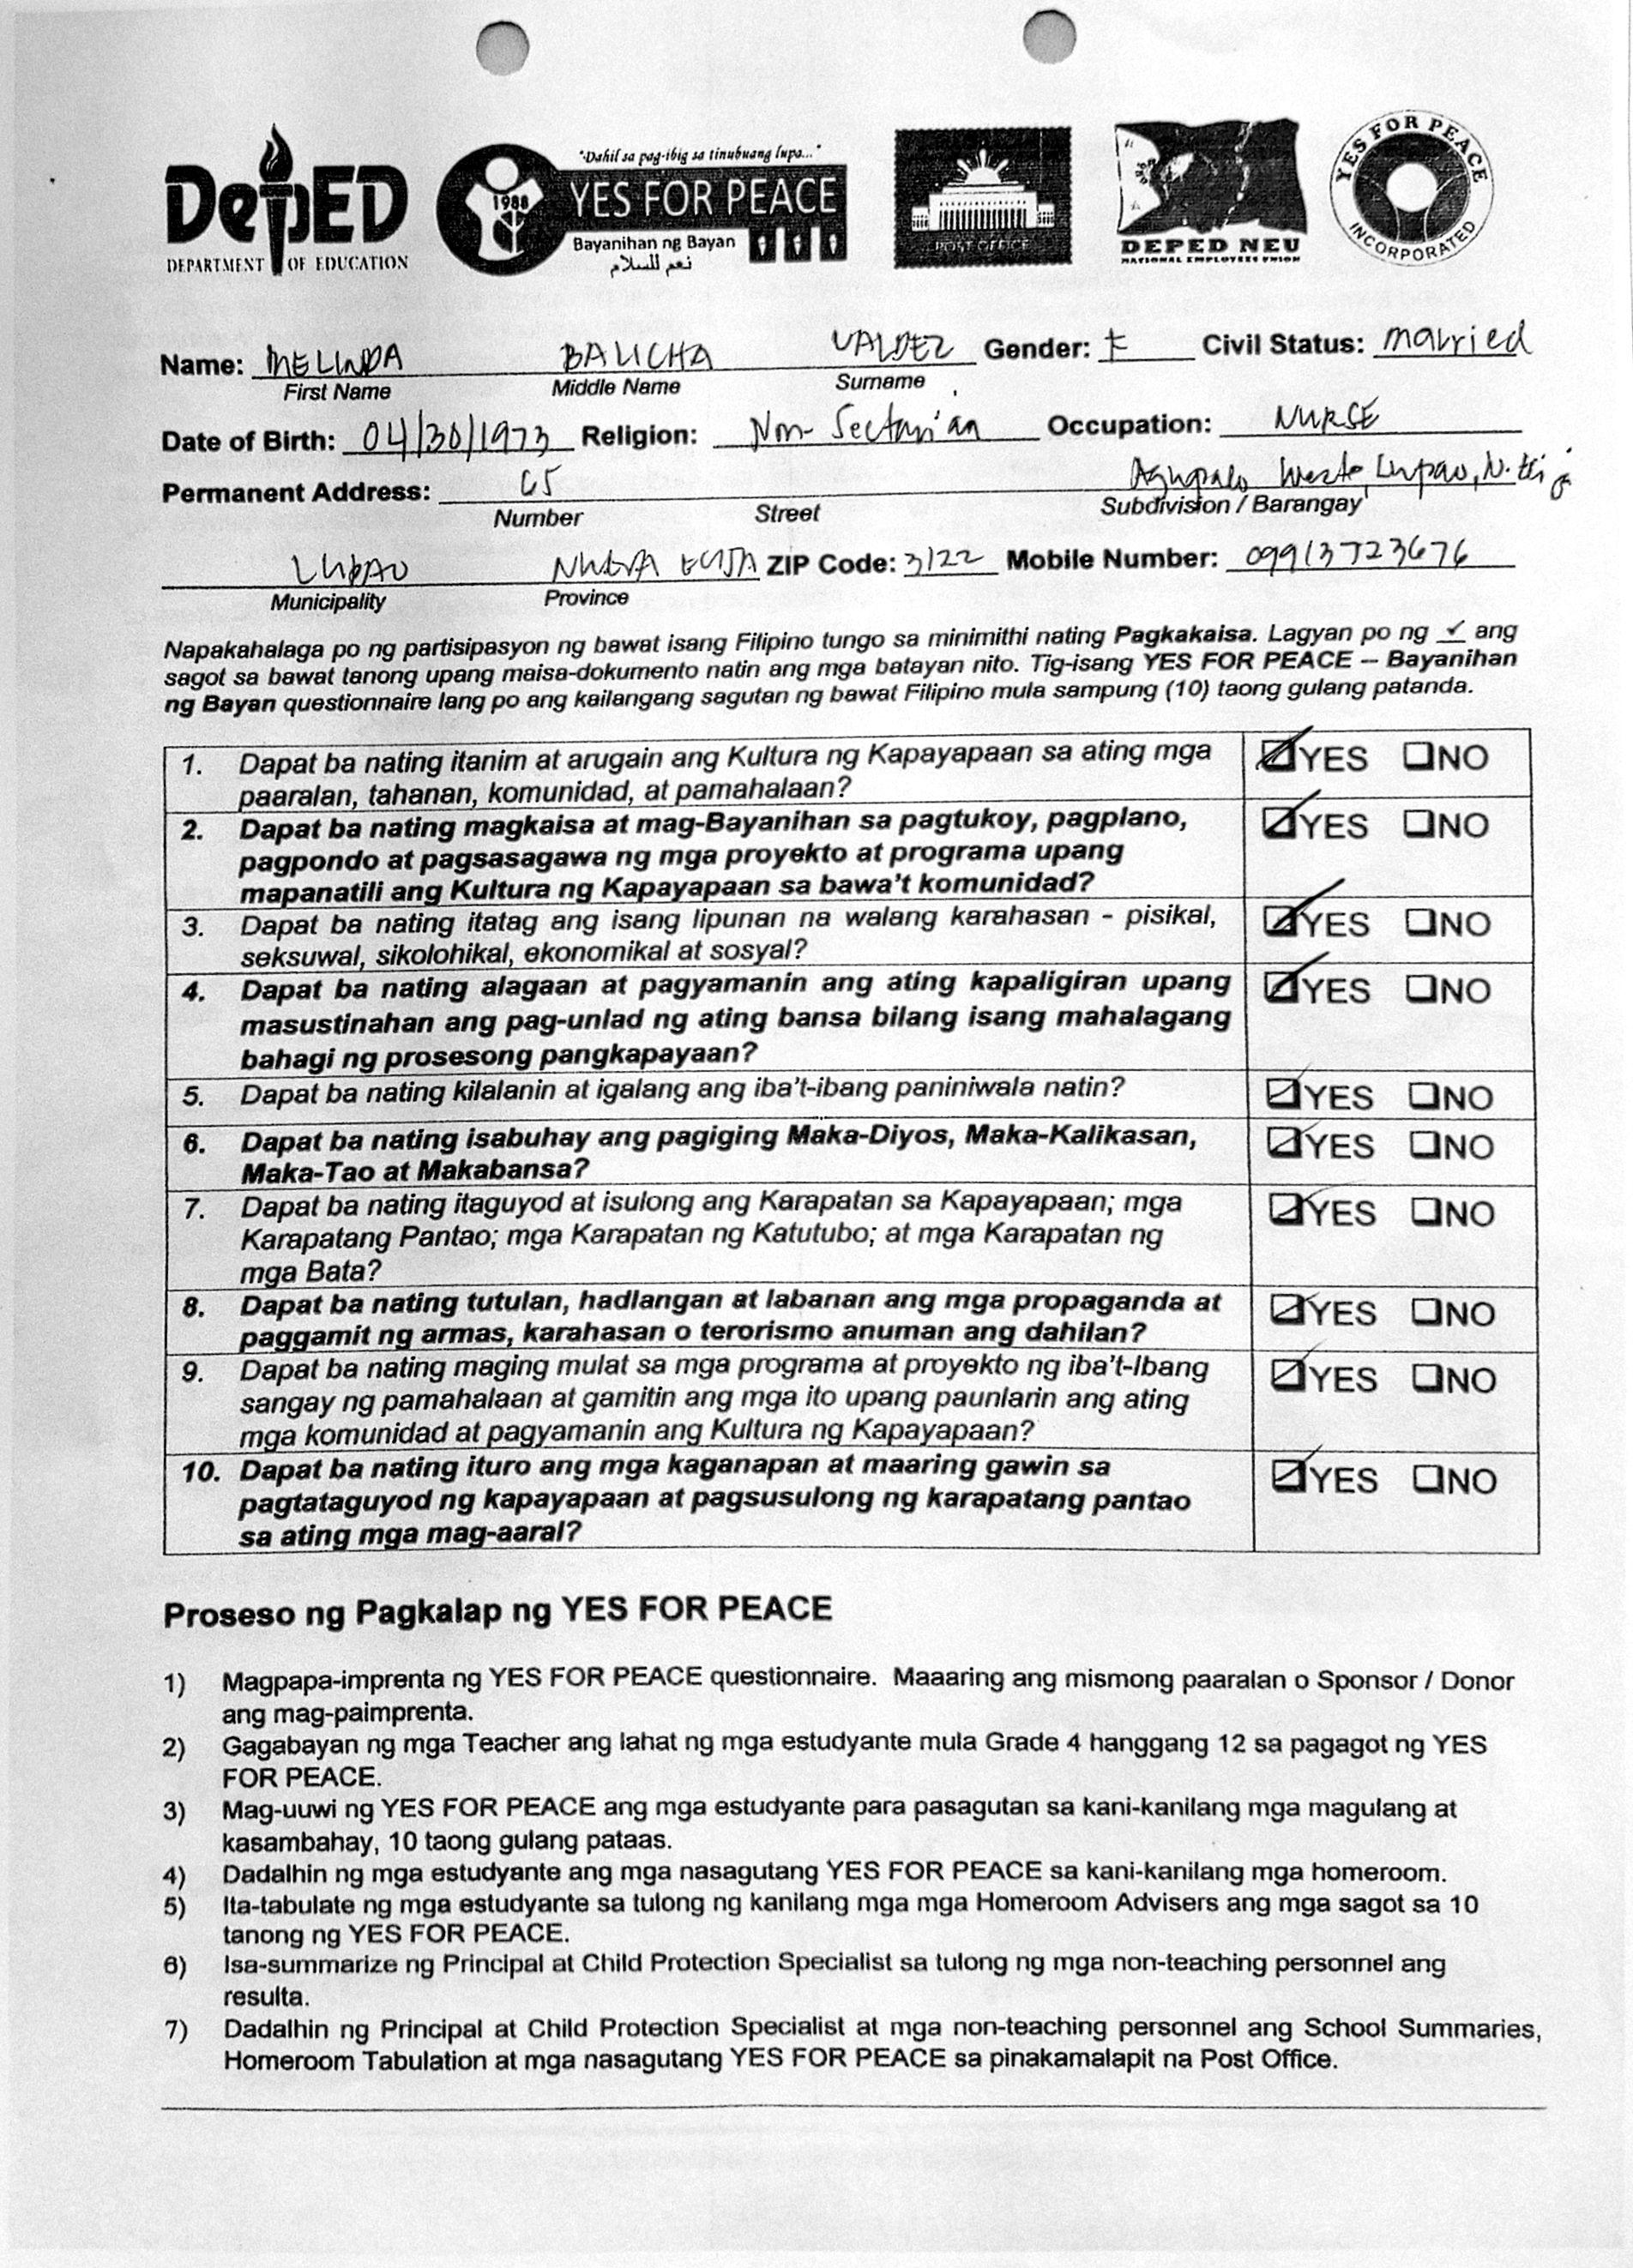 DepED
DEPARTMENT OF EDUCATION
"Dahil sa pag-ibig sa tinubuang lupa..."
1988
YES FOR PEACE
Bayanihan ng Bayan
نعم للسلام
POST OFFICE
DEPED NEU
NATIONAL EMPLOYEES UNION
YES FOR PEACE
INCORPORATED
Name: MELINDA BALICHA VALDEZ Gender: F Civil Status: Married
First Name Middle Name Surname
Date of Birth: 04/30/1973 Religion: Non-Sectarian Occupation: NURSE
Permanent Address: 65 Agupalo Weste, Lupao, N. Ecija
Number Street Subdivision / Barangay
LUPAO NUEVA ECIJA ZIP Code: 3122 Mobile Number: 09913723676
Municipality Province
Napakahalaga po ng partisipasyon ng bawat isang Filipino tungo sa minimithi nating Pagkakaisa. Lagyan po ng ✓ ang
sagot sa bawat tanong upang maisa-dokumento natin ang mga batayan nito. Tig-isang YES FOR PEACE – Bayanihan
ng Bayan questionnaire lang po ang kailangang sagutan ng bawat Filipino mula sampung (10) taong gulang patanda.
1. Dapat ba nating itanim at arugain ang Kultura ng Kapayapaan sa ating mga ☑YES ☐NO
paaralan, tahanan, komunidad, at pamahalaan?
2. Dapat ba nating magkaisa at mag-Bayanihan sa pagtukoy, pagplano, ☑YES ☐NO
pagpondo at pagsasagawa ng mga proyekto at programa upang
mapanatili ang Kultura ng Kapayapaan sa bawa't komunidad?
3. Dapat ba nating itatag ang isang lipunan na walang karahasan - pisikal, ☑YES ☐NO
seksuwal, sikolohikal, ekonomikal at sosyal?
4. Dapat ba nating alagaan at pagyamanin ang ating kapaligiran upang ☑YES ☐NO
masustinahan ang pag-unlad ng ating bansa bilang isang mahalagang
bahagi ng prosesong pangkapayaan?
5. Dapat ba nating kilalanin at igalang ang iba't-ibang paniniwala natin? ☑YES ☐NO
6. Dapat ba nating isabuhay ang pagiging Maka-Diyos, Maka-Kalikasan, ☑YES ☐NO
Maka-Tao at Makabansa?
7. Dapat ba nating itaguyod at isulong ang Karapatan sa Kapayapaan; mga ☑YES ☐NO
Karapatang Pantao; mga Karapatan ng Katutubo; at mga Karapatan ng
mga Bata?
8. Dapat ba nating tutulan, hadlangan at labanan ang mga propaganda at ☑YES ☐NO
paggamit ng armas, karahasan o terorismo anuman ang dahilan?
9. Dapat ba nating maging mulat sa mga programa at proyekto ng iba't-Ibang ☑YES ☐NO
sangay ng pamahalaan at gamitin ang mga ito upang paunlarin ang ating
mga komunidad at pagyamanin ang Kultura ng Kapayapaan?
10. Dapat ba nating ituro ang mga kaganapan at maaring gawin sa ☑YES ☐NO
pagtataguyod ng kapayapaan at pagsusulong ng karapatang pantao
sa ating mga mag-aaral?
Proseso ng Pagkalap ng YES FOR PEACE
1) Magpapa-imprenta ng YES FOR PEACE questionnaire. Maaaring ang mismong paaralan o Sponsor / Donor
ang mag-paimprenta.
2) Gagabayan ng mga Teacher ang lahat ng mga estudyante mula Grade 4 hanggang 12 sa pagagot ng YES
FOR PEACE.
3) Mag-uuwi ng YES FOR PEACE ang mga estudyante para pasagutan sa kani-kanilang mga magulang at
kasambahay, 10 taong gulang pataas.
4) Dadalhin ng mga estudyante ang mga nasagutang YES FOR PEACE sa kani-kanilang mga homeroom.
5) Ita-tabulate ng mga estudyante sa tulong ng kanilang mga mga Homeroom Advisers ang mga sagot sa 10
tanong ng YES FOR PEACE.
6) Isa-summarize ng Principal at Child Protection Specialist sa tulong ng mga non-teaching personnel ang
resulta.
7) Dadalhin ng Principal at Child Protection Specialist at mga non-teaching personnel ang School Summaries,
Homeroom Tabulation at mga nasagutang YES FOR PEACE sa pinakamalapit na Post Office.